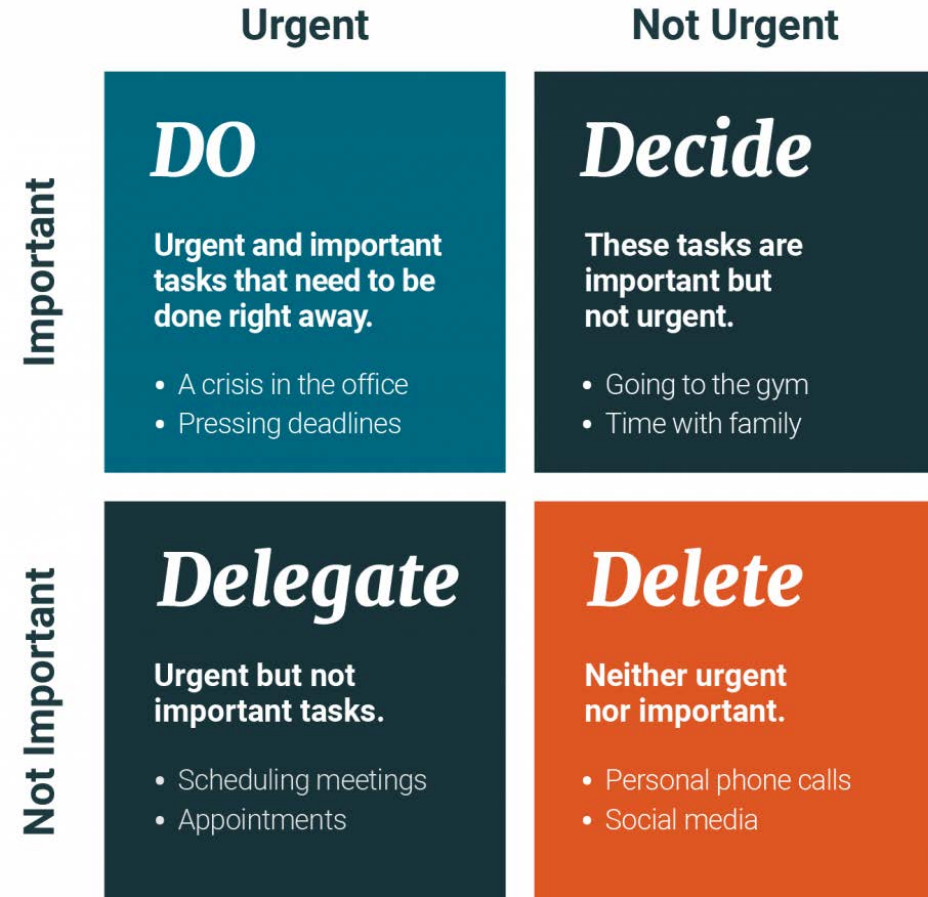 Urgent
Not Urgent
Important
DO
Urgent and important
tasks that need to be
done right away.
• A crisis in the office
• Pressing deadlines
Decide
These tasks are
important but
not urgent.
• Going to the gym
• Time with family
Not Important
Delegate
Urgent but not
important tasks.
• Scheduling meetings
• Appointments
Delete
Neither urgent
nor important.
• Personal phone calls
• Social media